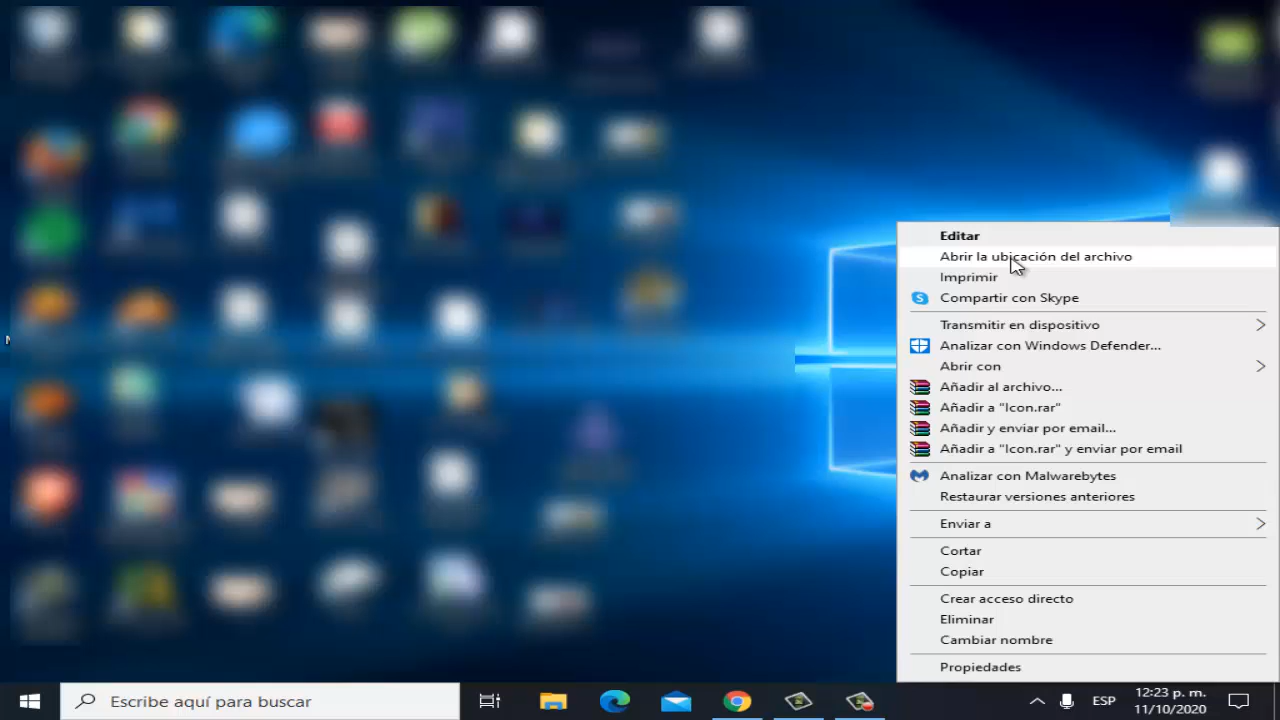 Editar
Abrir la ubicación del archivo
Imprimir
Compartir con Skype
Transmitir en dispositivo
Analizar con Windows Defender...
Abrir con
Añadir al archivo...
Añadir a "Icon.rar"
Añadir y enviar por email...
Añadir a "Icon.rar" y enviar por email
Analizar con Malwarebytes
Restaurar versiones anteriores
Enviar a
Cortar
Copiar
Crear acceso directo
Eliminar
Cambiar nombre
Propiedades
Escribe aquí para buscar
ESP
12:23 p. m.
11/10/2020